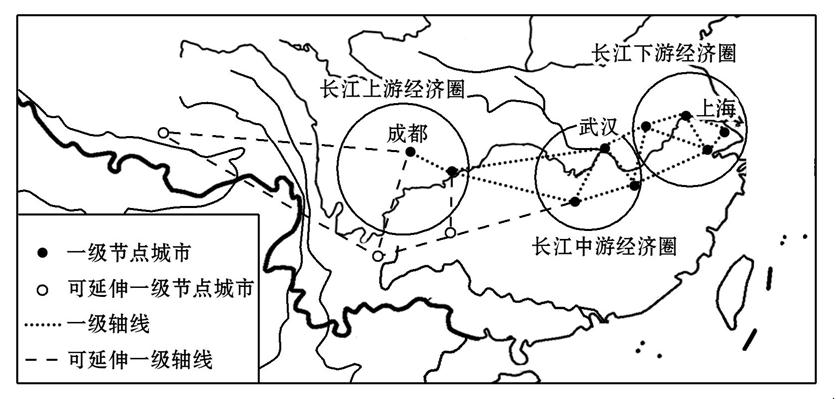 长江下游经济圈
长江上游经济圈
上海
武汉
成都
长江中游经济圈
一级节点城市
可延伸一级节点城市
一级轴线
可延伸一级轴线